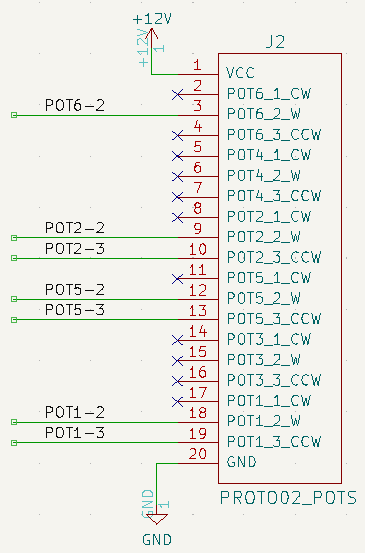 +12V
J2
+12V
1
1 VCC
2 POT6_1_CW
POT6-2 3 POT6_2_W
4 POT6_3_CCW
5 POT4_1_CW
6 POT4_2_W
7 POT4_3_CCW
8 POT2_1_CW
POT2-2 9 POT2_2_W
POT2-3 10 POT2_3_CCW
11 POT5_1_CW
POT5-2 12 POT5_2_W
POT5-3 13 POT5_3_CCW
14 POT3_1_CW
15 POT3_2_W
16 POT3_3_CCW
17 POT1_1_CW
POT1-2 18 POT1_2_W
POT1-3 19 POT1_3_CCW
20 GND
GND
1
PROTO02_POTS
GND